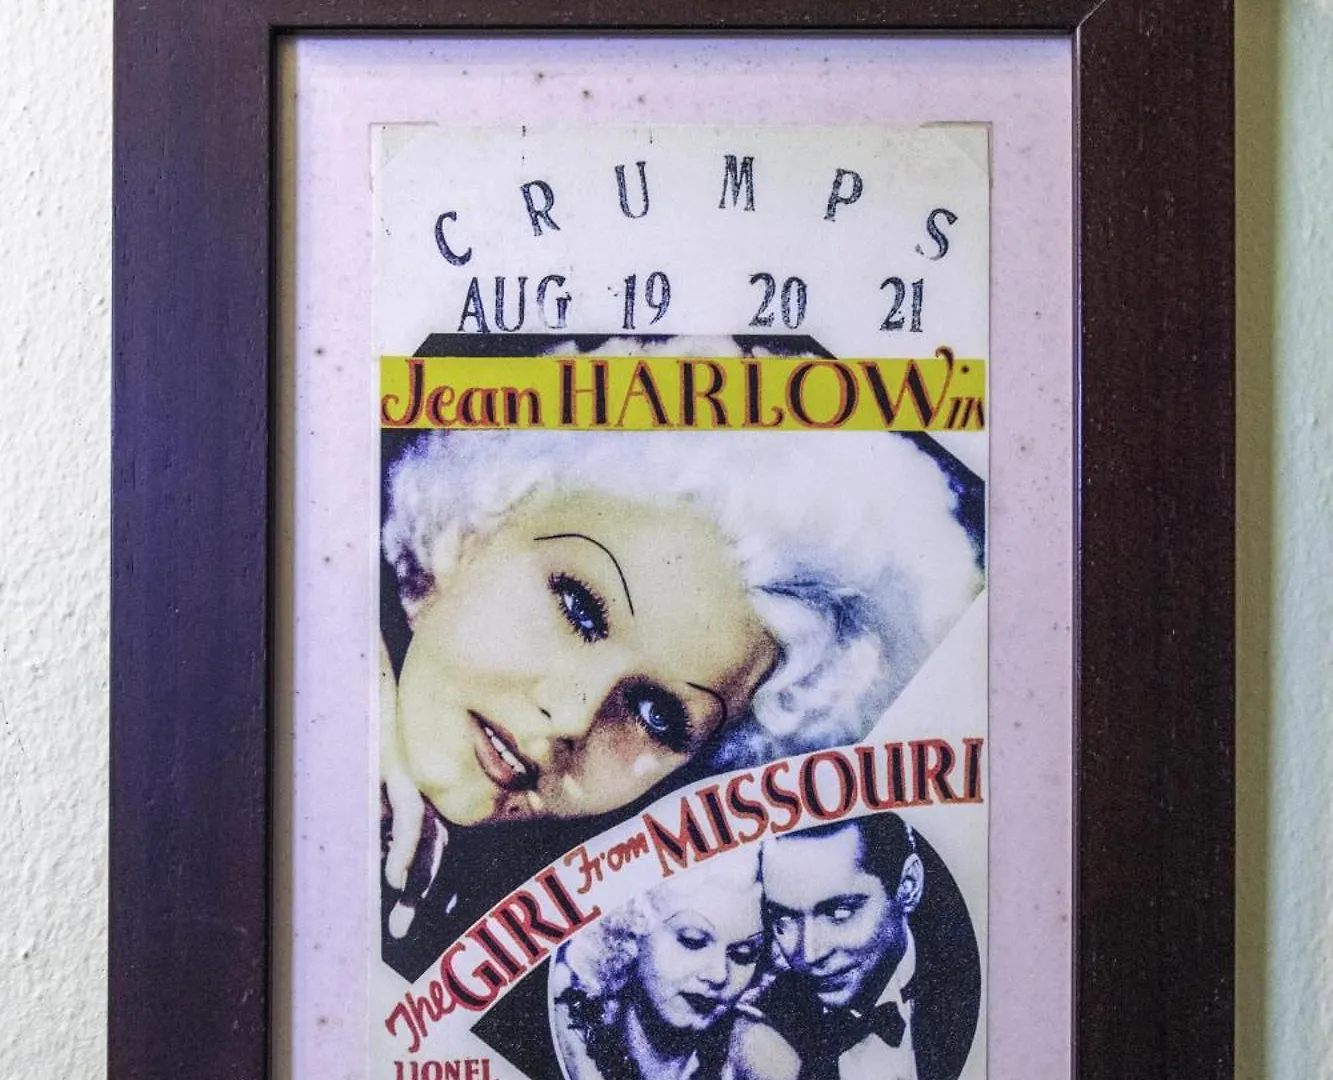 CRUMPS
AUG 19 20 21
Jean HARLOW in
The GIRL From MISSOURI
LIONEL